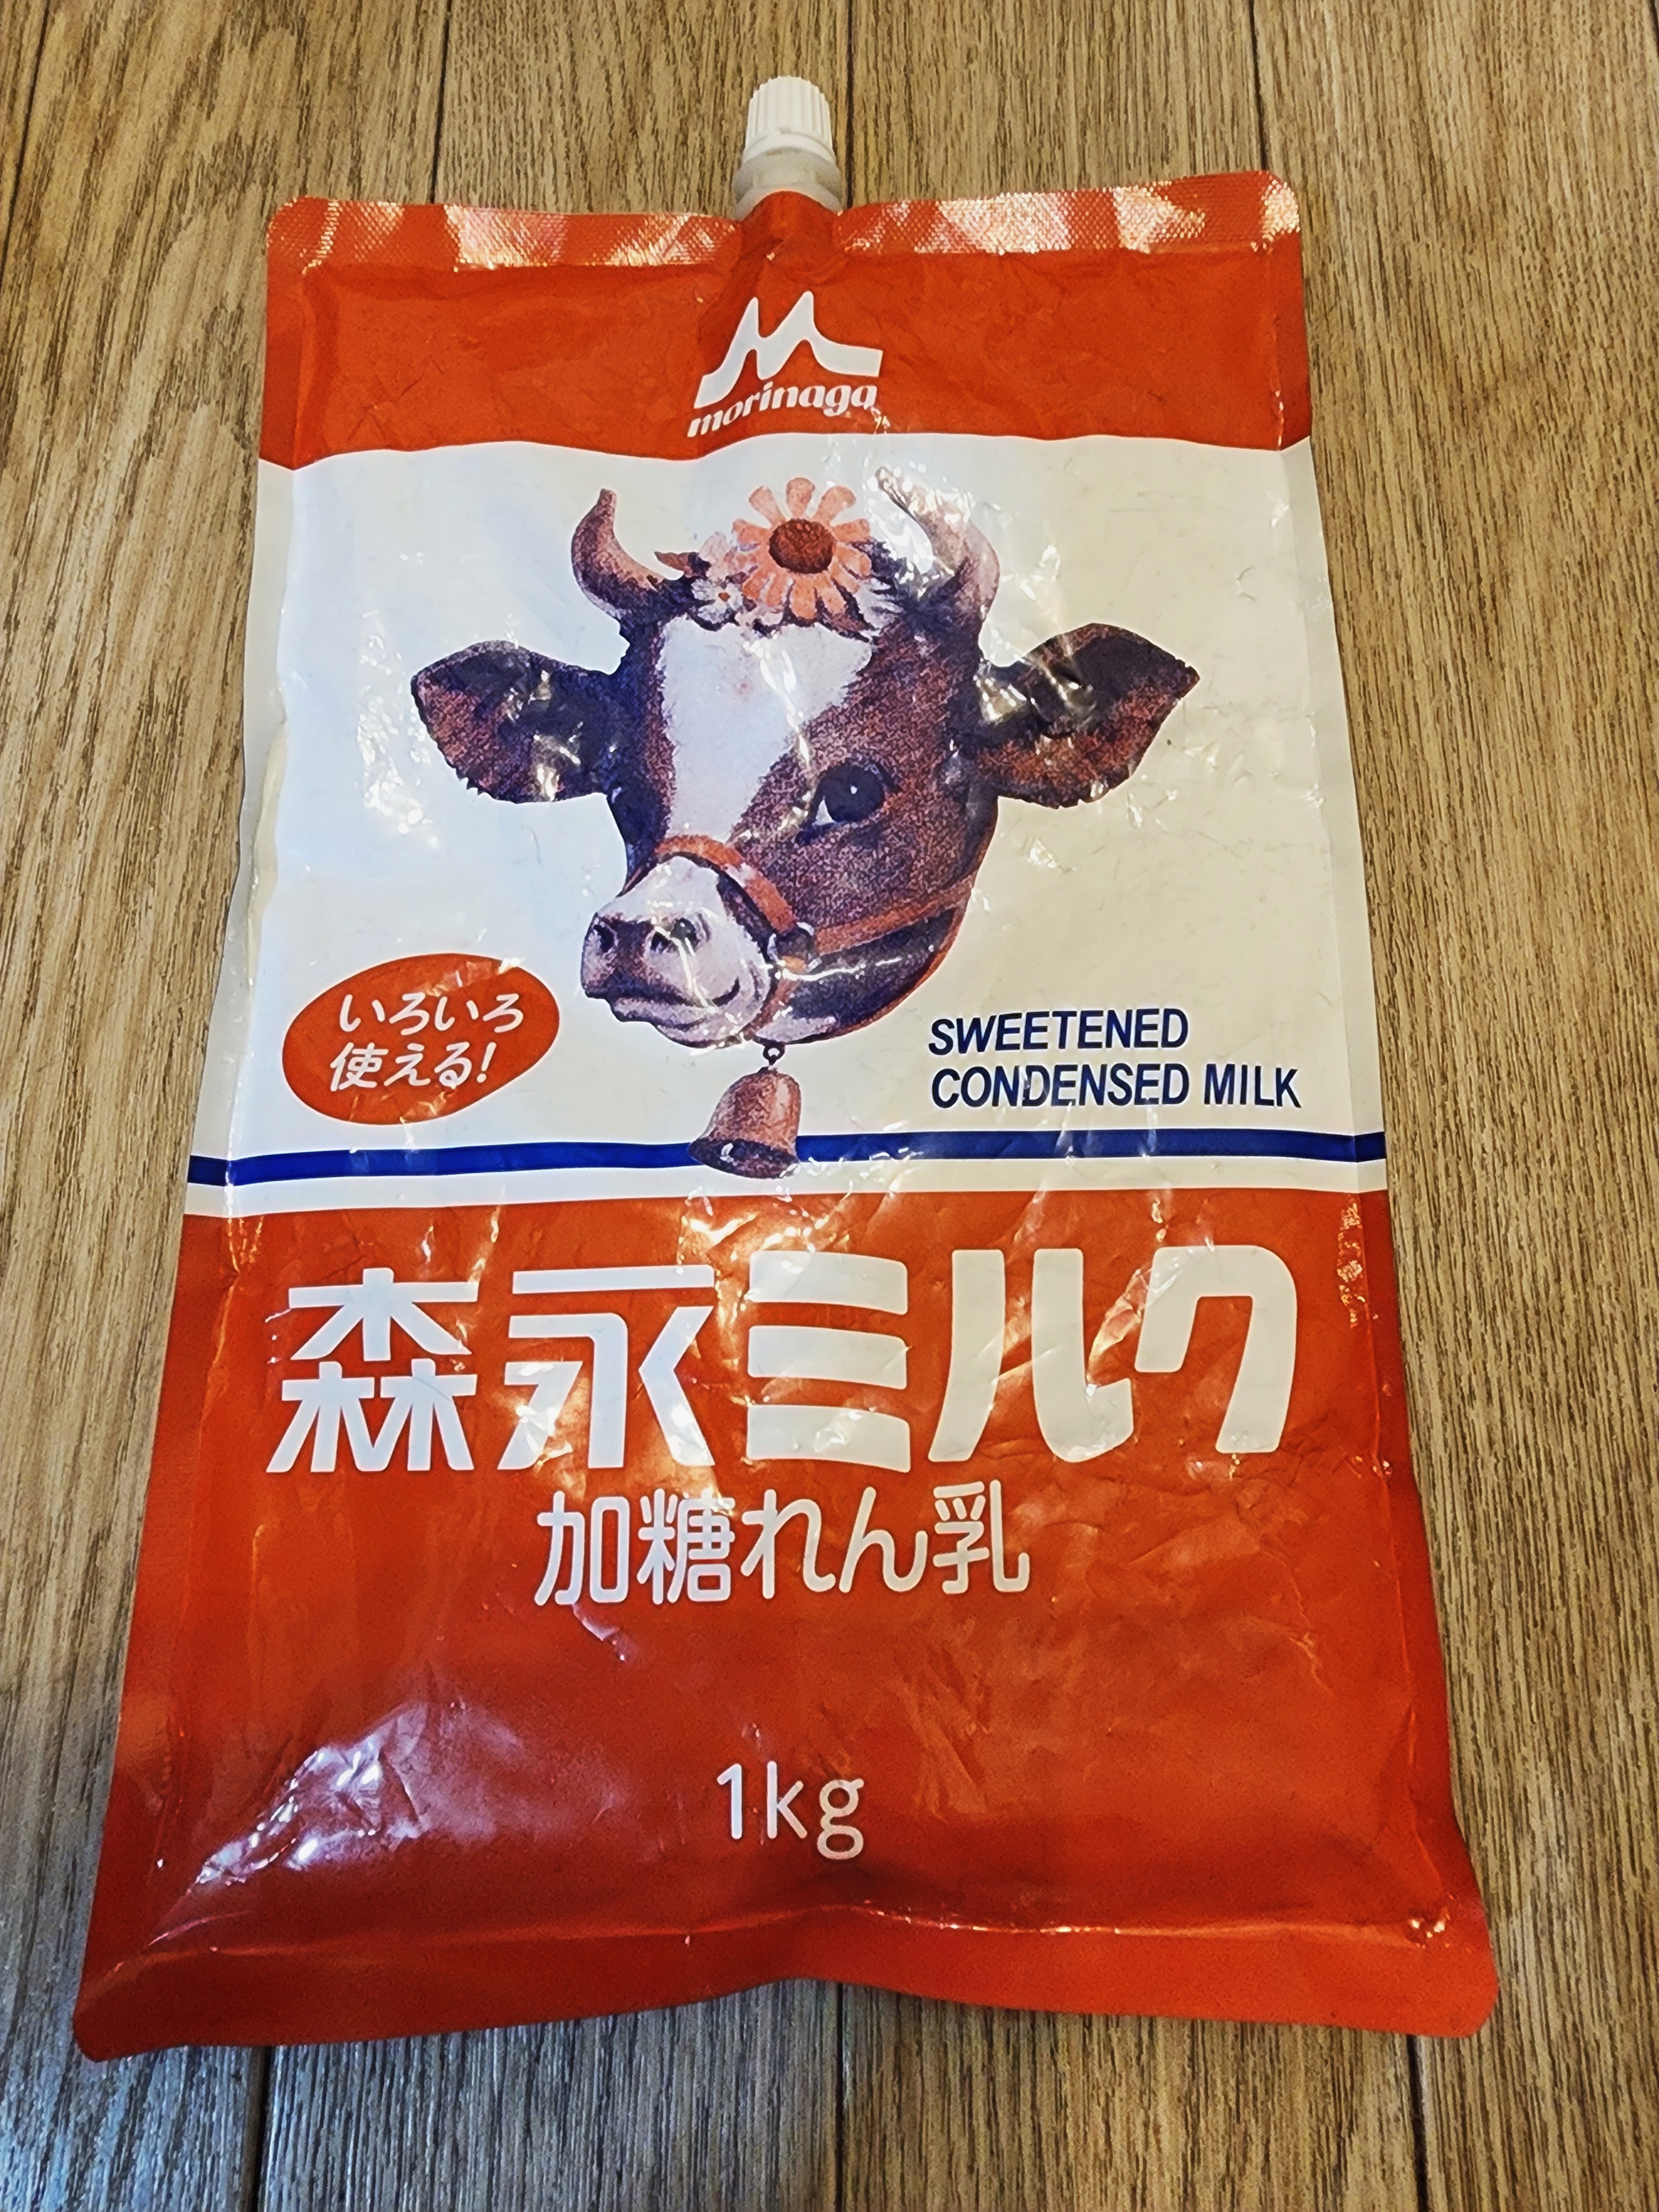 morinaga
いろいろ
使える!
SWEETENED
CONDENSED MILK
森永ミルク
加糖れん乳
1kg